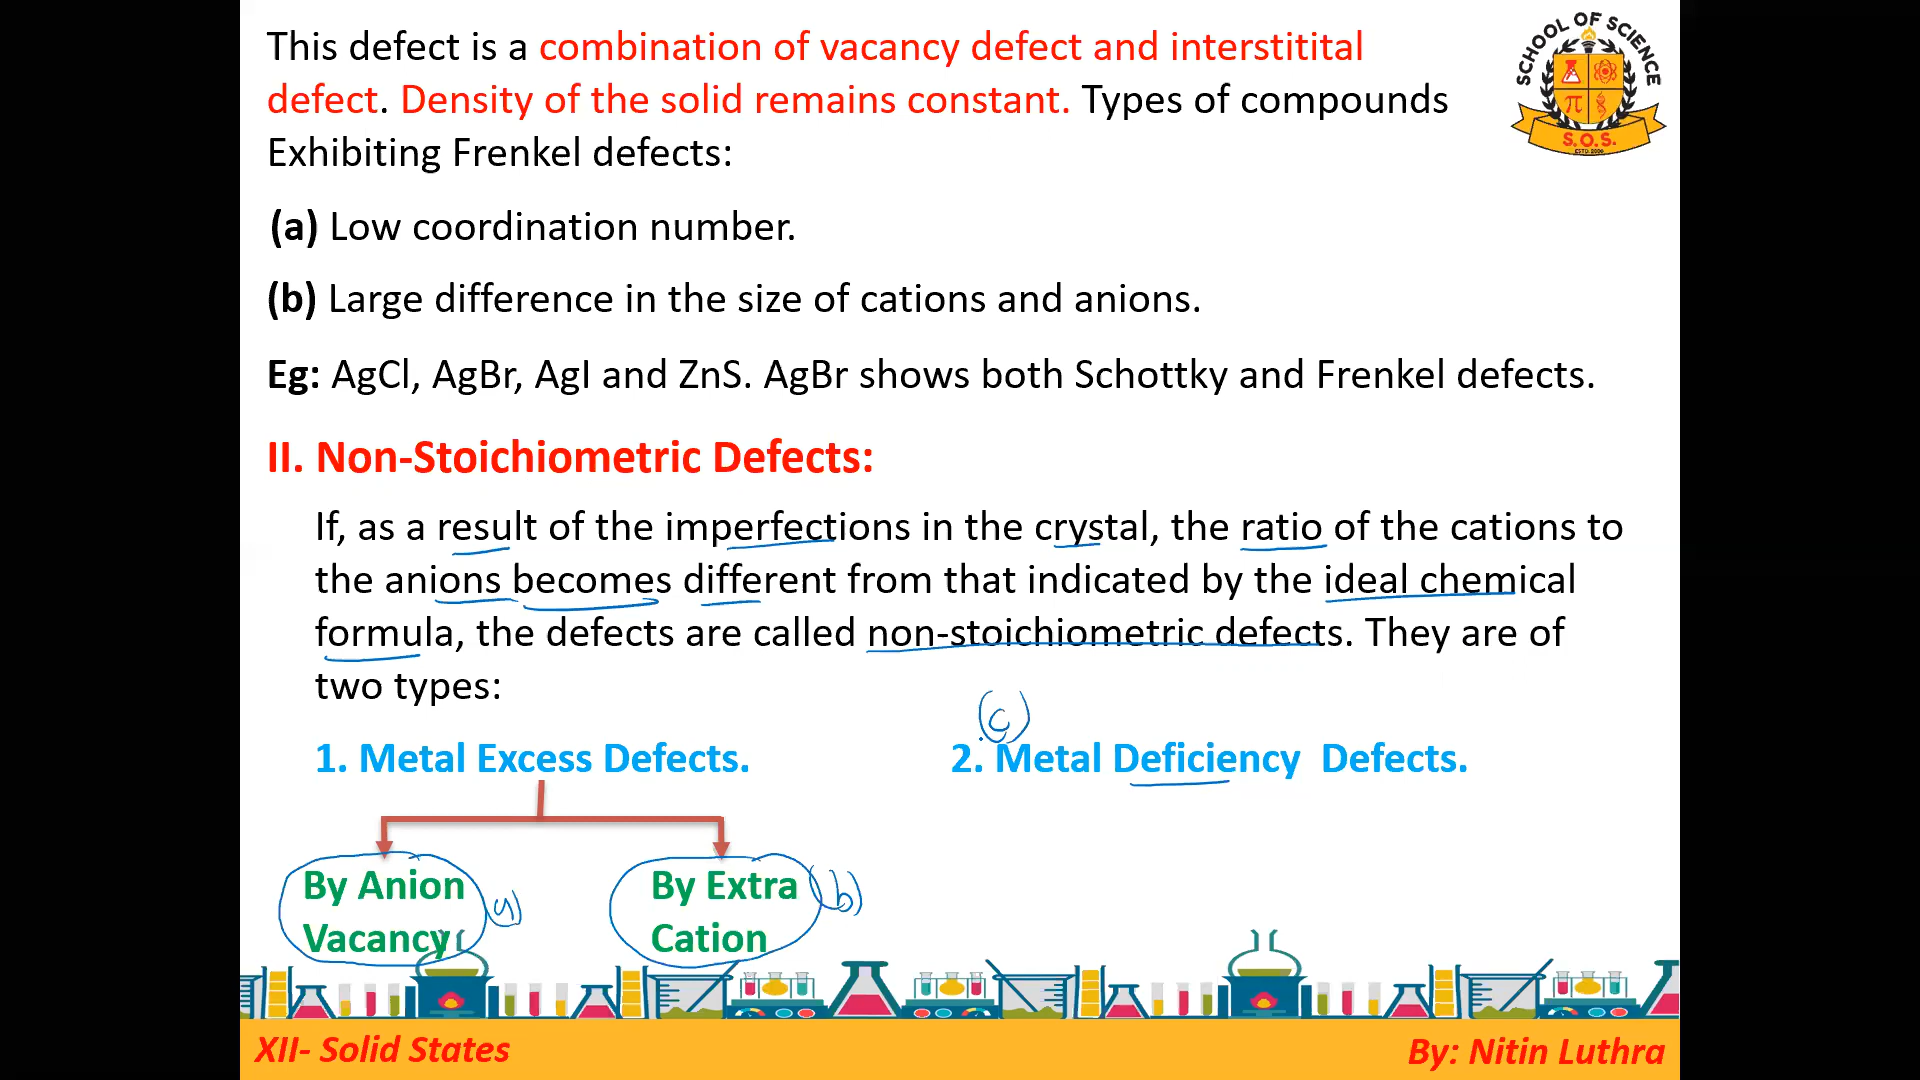 This defect is a combination of vacancy defect and interstitital
defect. Density of the solid remains constant. Types of compounds
Exhibiting Frenkel defects:
(a) Low coordination number.
(b) Large difference in the size of cations and anions.
Eg: AgCl, AgBr, AgI and ZnS. AgBr shows both Schottky and Frenkel defects.
II. Non-Stoichiometric Defects:
If, as a result of the imperfections in the crystal, the ratio of the cations to
the anions becomes different from that indicated by the ideal chemical
formula, the defects are called non-stoichiometric defects. They are of
two types:
(c)
1. Metal Excess Defects.
2. Metal Deficiency Defects.
By Anion
Vacancy
(a)
By Extra
Cation
(b)
SCHOOL OF SCIENCE
π
S.O.S.
XII- Solid States
By: Nitin Luthra